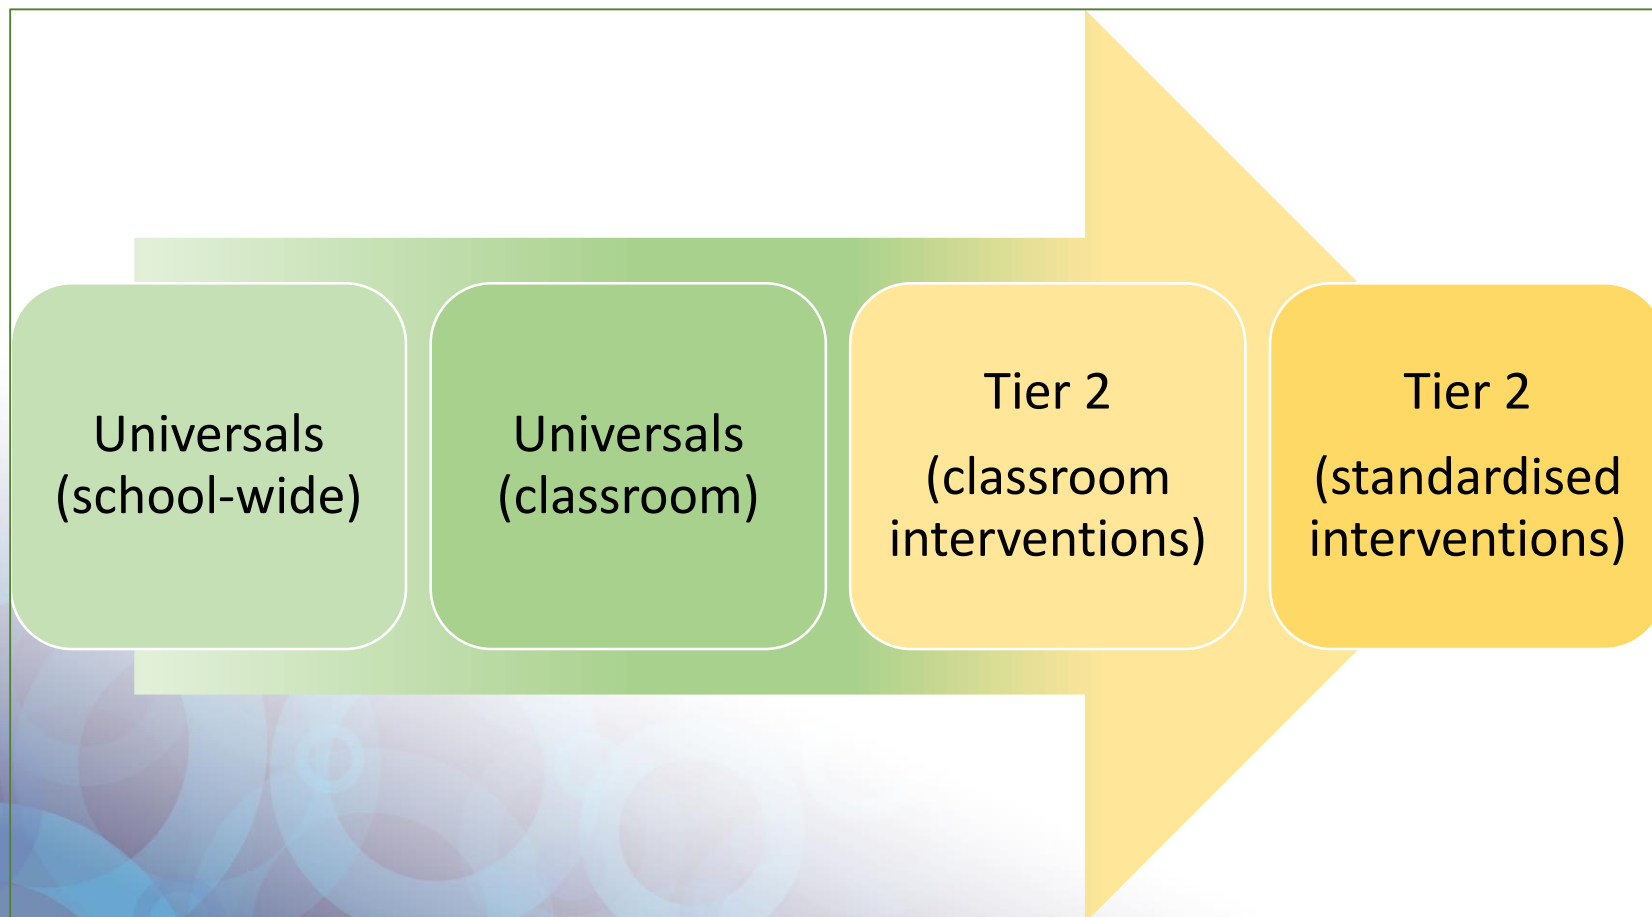 Universals
(school-wide)
Universals
(classroom)
Tier 2
(classroom
interventions)
Tier 2
(standardised
interventions)